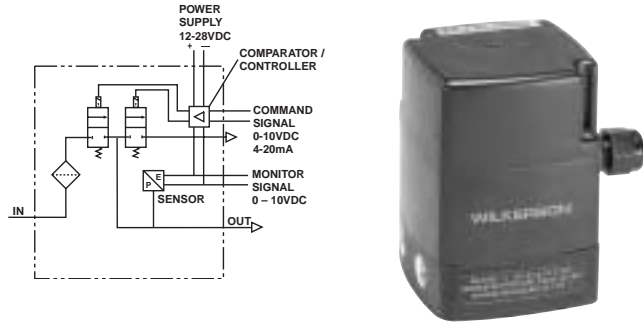 POWER
SUPPLY
12-28VDC
+ –
COMPARATOR /
CONTROLLER
COMMAND
SIGNAL
0-10VDC
4-20mA
E
P
SENSOR
MONITOR
SIGNAL
0 – 10VDC
IN
OUT
WILKERSON